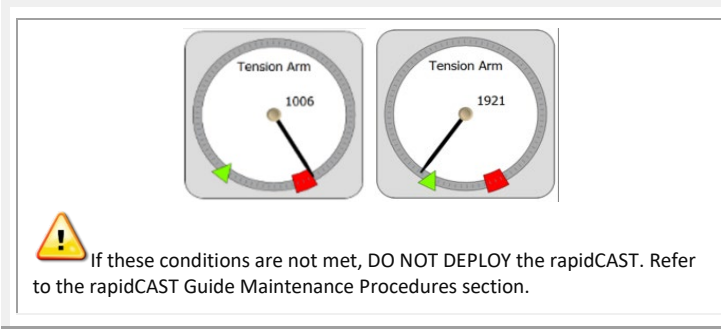 Tension Arm Tension Arm
1006 1921
If these conditions are not met, DO NOT DEPLOY the rapidCAST. Refer
to the rapidCAST Guide Maintenance Procedures section.